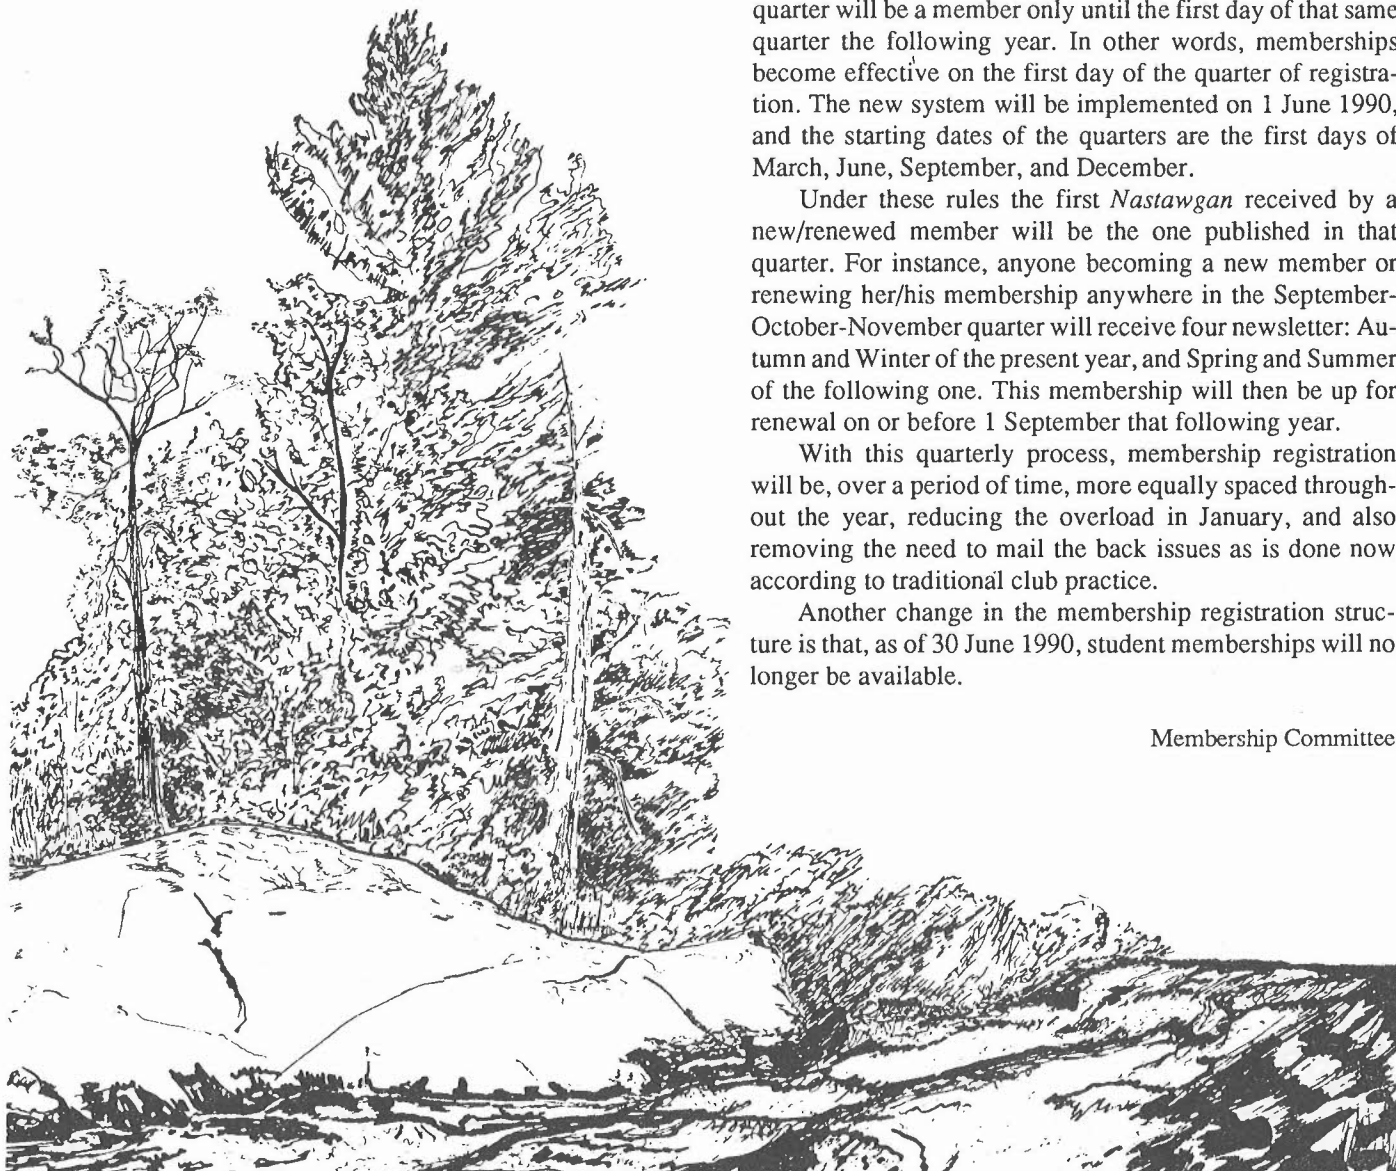 quarter will be a member only until the first day of that same
quarter the following year. In other words, memberships
become effective on the first day of the quarter of registra-
tion. The new system will be implemented on 1 June 1990,
and the starting dates of the quarters are the first days of
March, June, September, and December.
Under these rules the first Nastawgan received by a
new/renewed member will be the one published in that
quarter. For instance, anyone becoming a new member or
renewing her/his membership anywhere in the September-
October-November quarter will receive four newsletter: Au-
tumn and Winter of the present year, and Spring and Summer
of the following one. This membership will then be up for
renewal on or before 1 September that following year.
With this quarterly process, membership registration
will be, over a period of time, more equally spaced through-
out the year, reducing the overload in January, and also
removing the need to mail the back issues as is done now
according to traditional club practice.
Another change in the membership registration struc-
ture is that, as of 30 June 1990, student memberships will no
longer be available.
Membership Committee